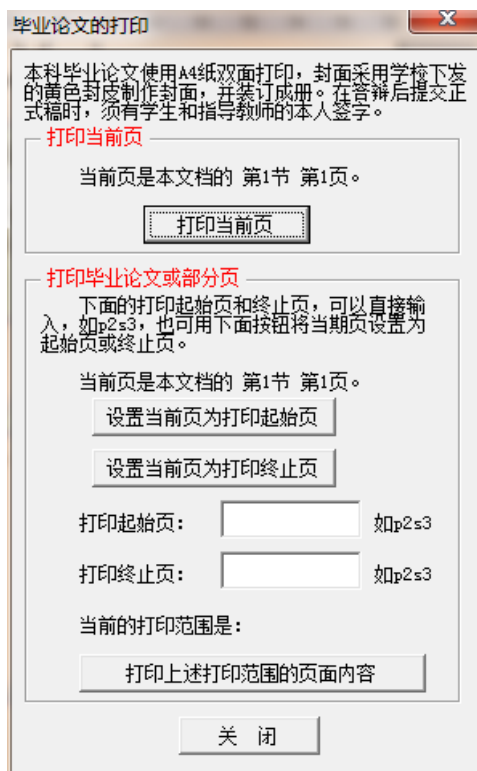 毕业论文的打印
本科毕业论文使用A4纸双面打印，封面采用学校下发
的黄色封皮制作封面，并装订成册。在答辩后提交正
式稿时，须有学生和指导教师的本人签字。
打印当前页
当前页是本文档的 第1节 第1页。
打印当前页
打印毕业论文或部分页
下面的打印起始页和终止页，可以直接输
入，如p2s3，也可用下面按钮将当期页设置为
起始页或终止页。
当前页是本文档的 第1节 第1页。
设置当前页为打印起始页
设置当前页为打印终止页
打印起始页： 如p2s3
打印终止页： 如p2s3
当前的打印范围是：
打印上述打印范围的页面内容
关 闭